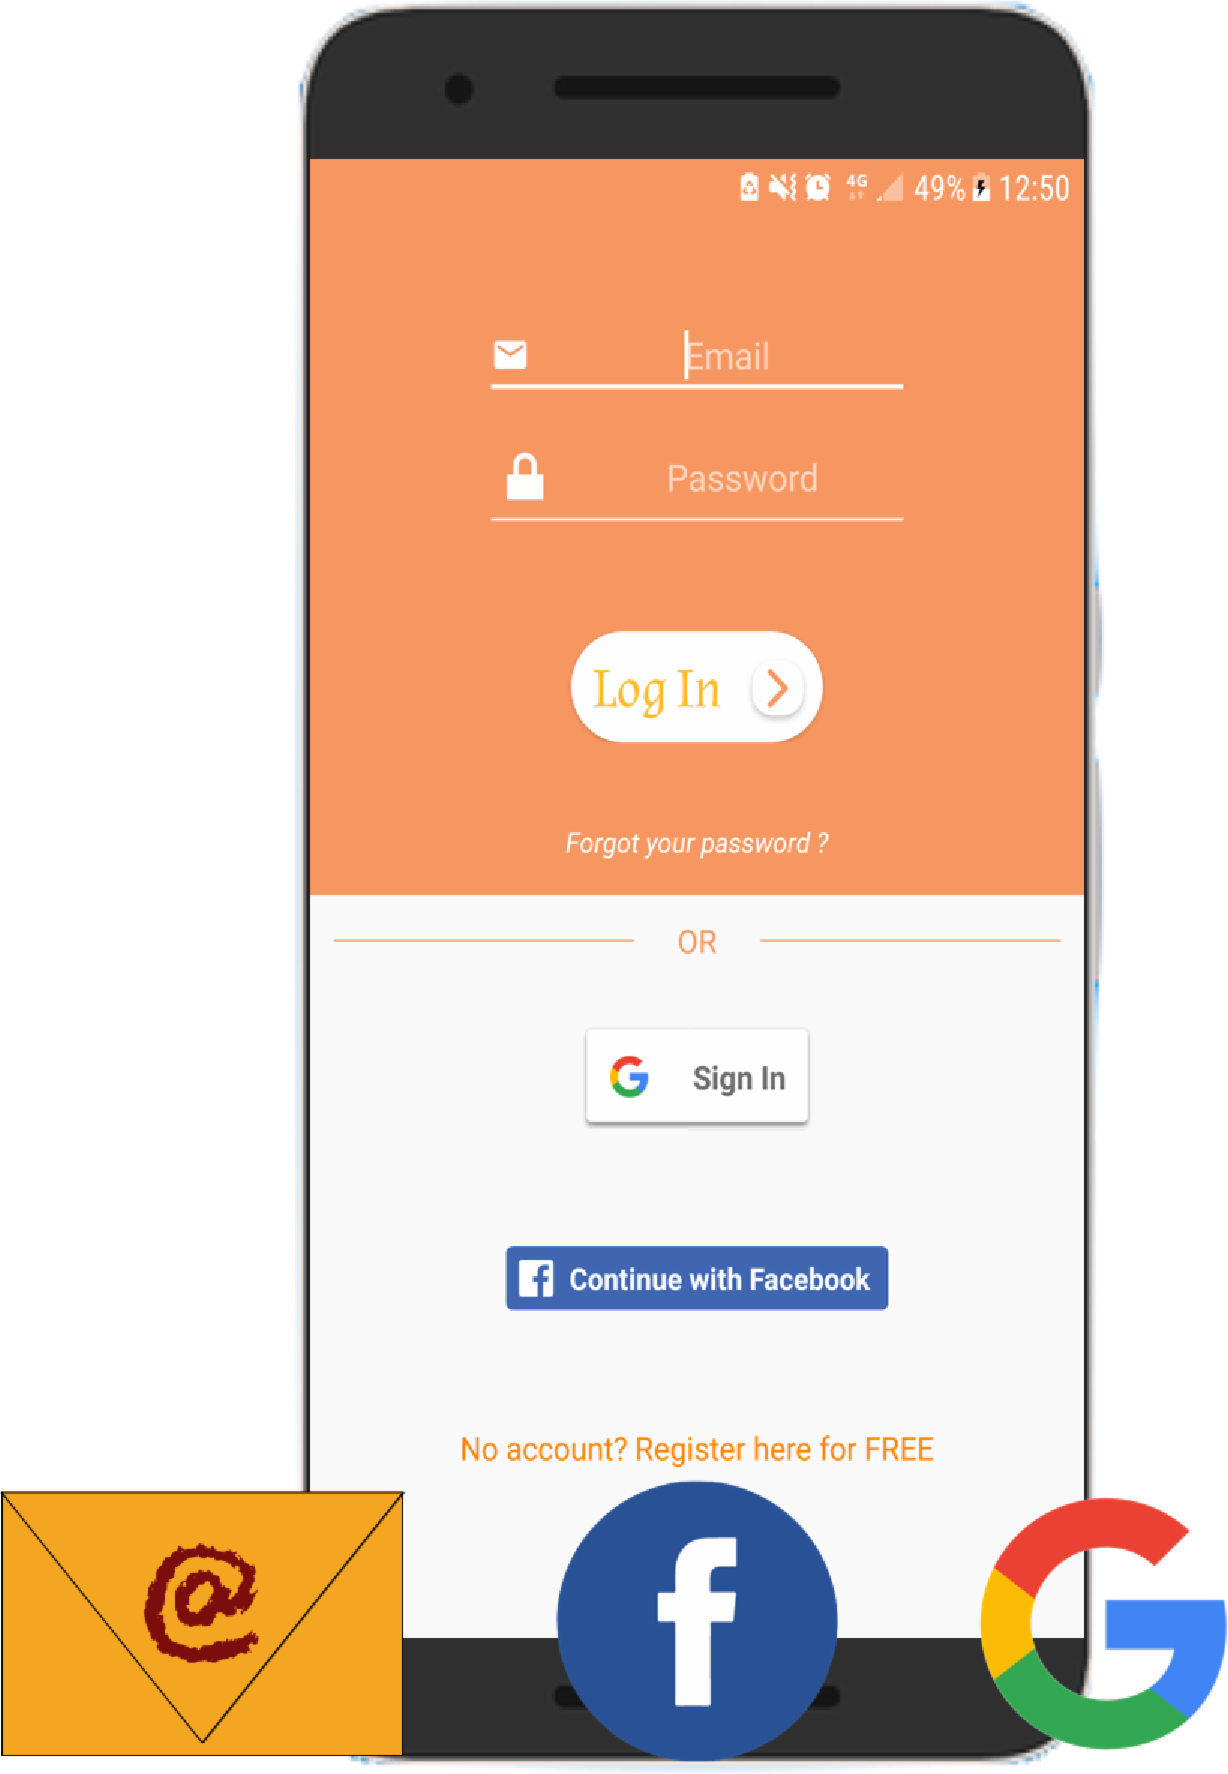 4G 49% 12:50
Email
Password
Log In
Forgot your password ?
OR
G Sign In
f Continue with Facebook
No account? Register here for FREE
@ f G